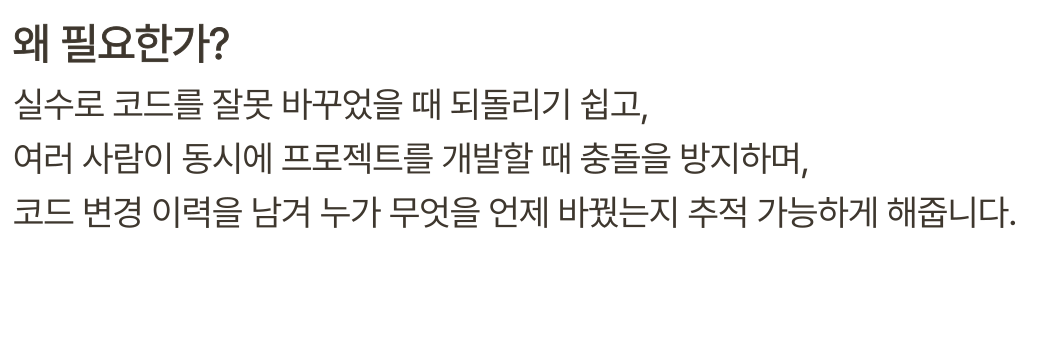 왜 필요한가?
실수로 코드를 잘못 바꾸었을 때 되돌리기 쉽고,
여러 사람이 동시에 프로젝트를 개발할 때 충돌을 방지하며,
코드 변경 이력을 남겨 누가 무엇을 언제 바꿨는지 추적 가능하게 해줍니다.